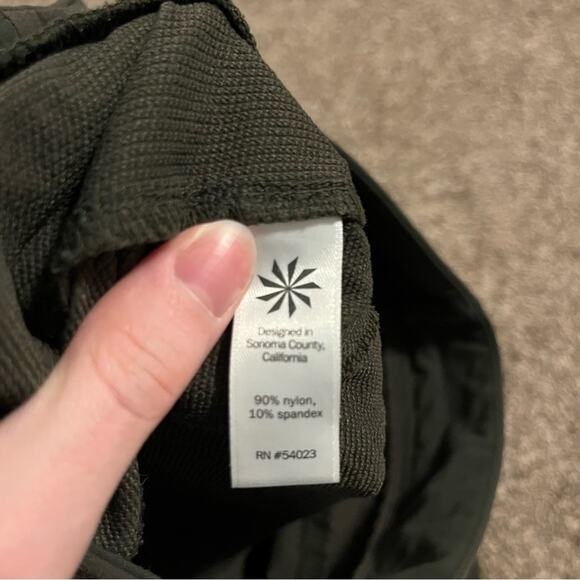 Designed in
Sonoma County,
California
90% nylon,
10% spandex
RN #54023